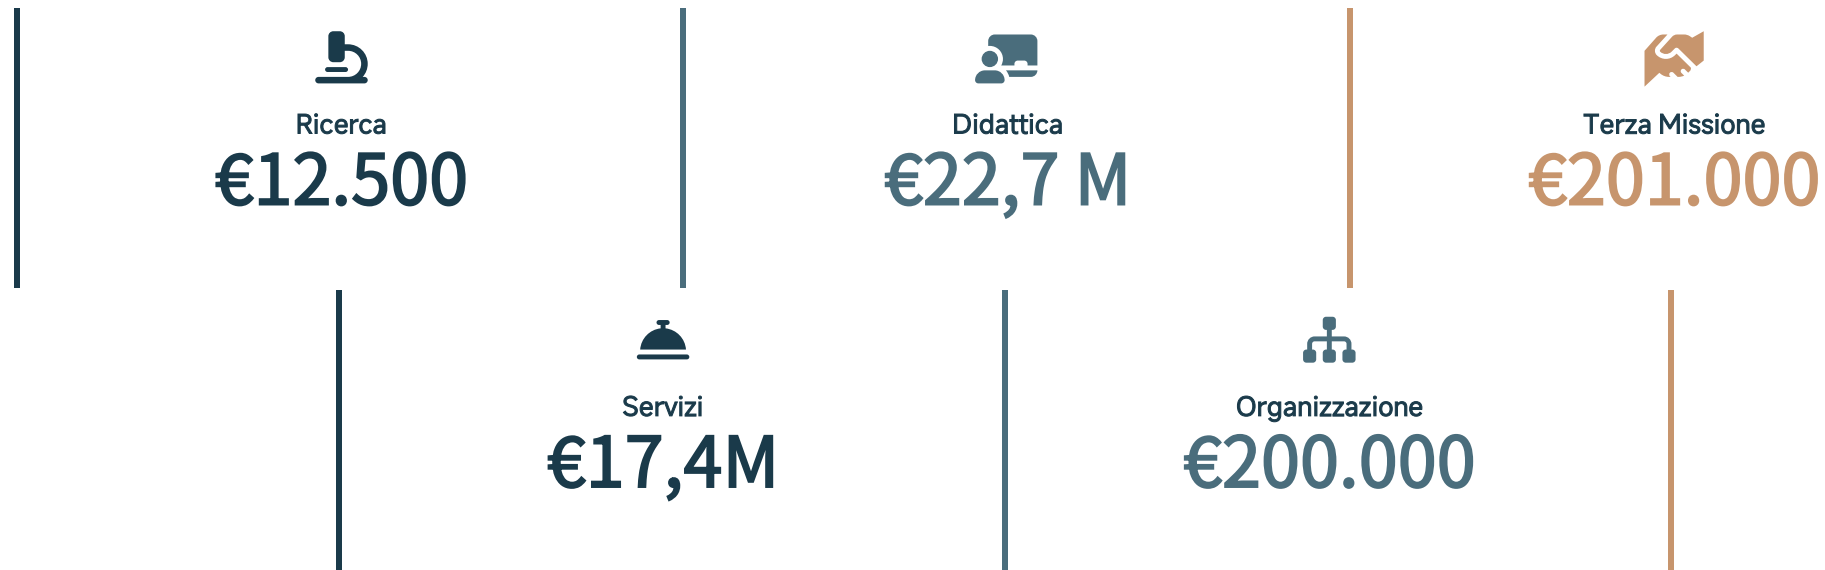 Ricerca
€12.500
Didattica
€22,7 M
Terza Missione
€201.000
Servizi
€17,4M
Organizzazione
€200.000